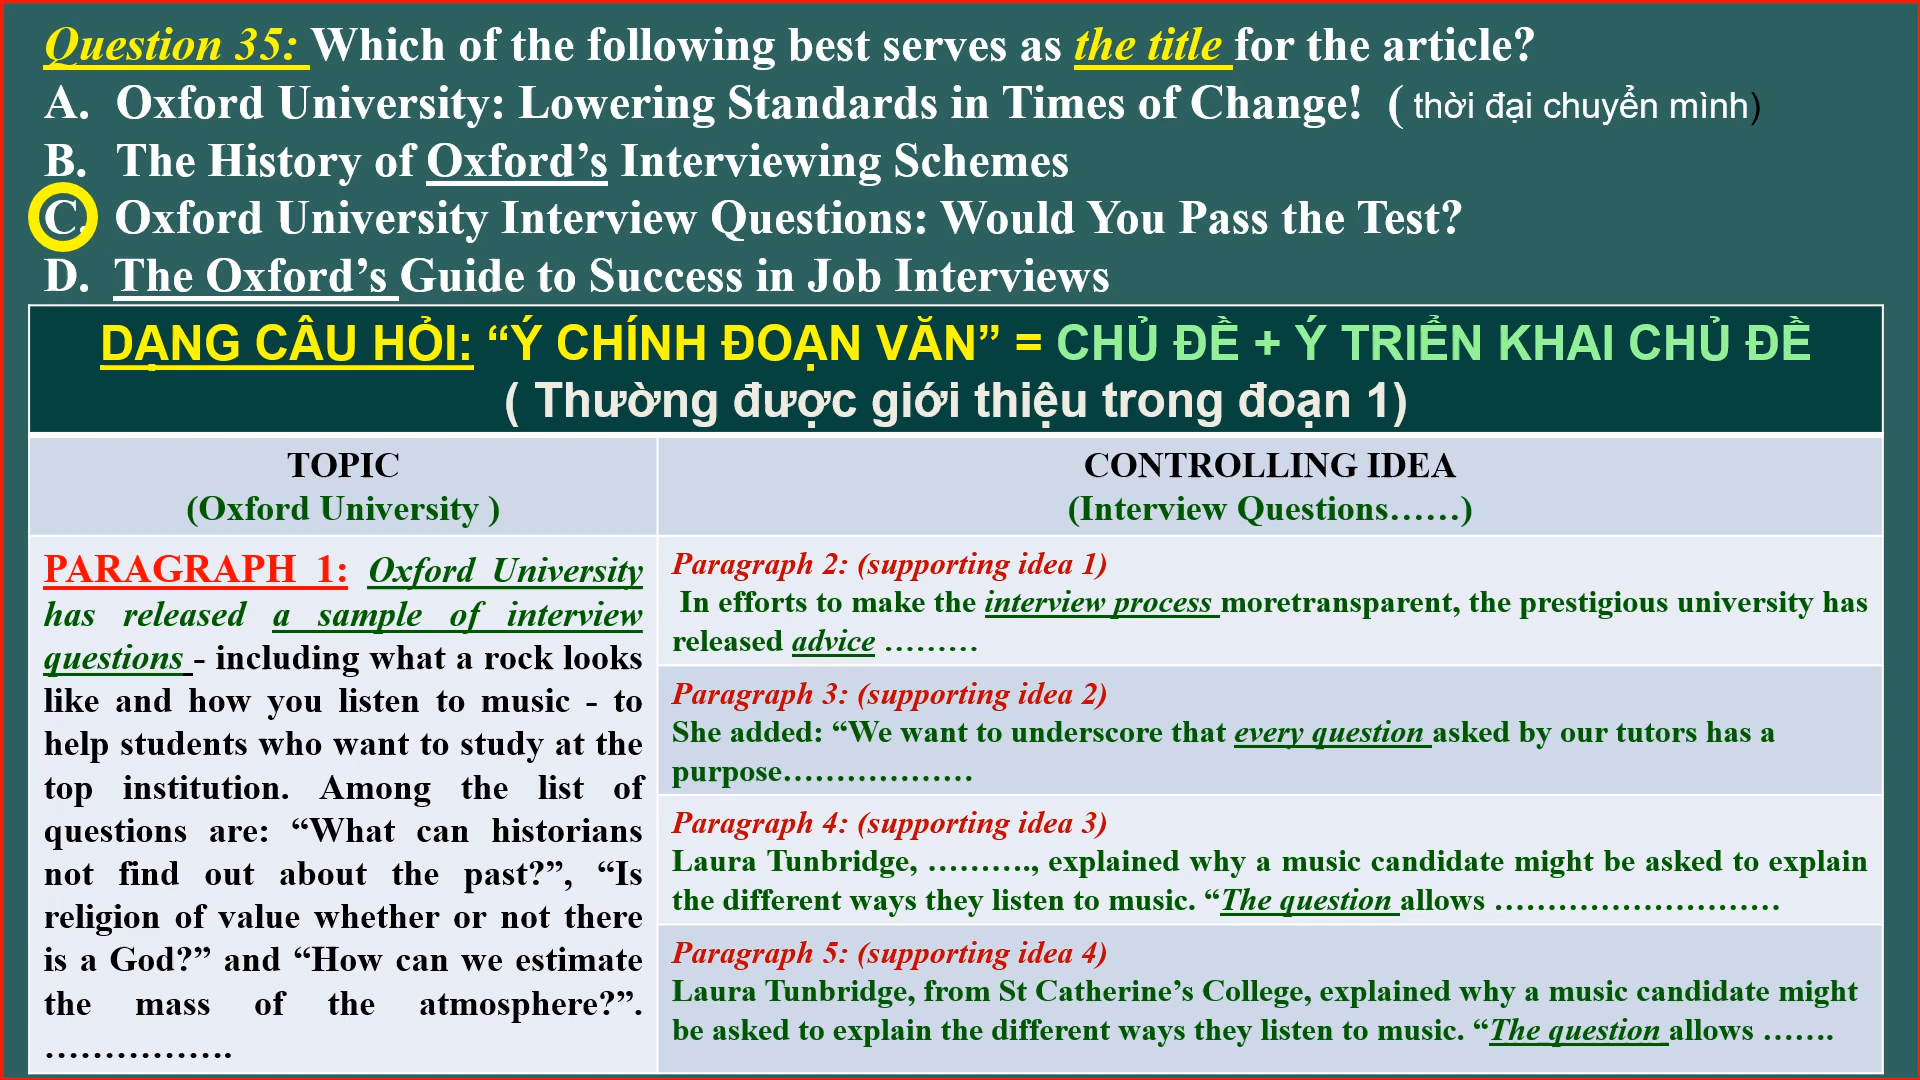 Question 35: Which of the following best serves as the title for the article?
A. Oxford University: Lowering Standards in Times of Change! ( thời đại chuyển mình)
B. The History of Oxford’s Interviewing Schemes
C. Oxford University Interview Questions: Would You Pass the Test?
D. The Oxford’s Guide to Success in Job Interviews
DẠNG CÂU HỎI: “Ý CHÍNH ĐOẠN VĂN” = CHỦ ĐỀ + Ý TRIỂN KHAI CHỦ ĐỀ
( Thường được giới thiệu trong đoạn 1)
TOPIC
(Oxford University )
CONTROLLING IDEA
(Interview Questions……)
PARAGRAPH 1: Oxford University
has released a sample of interview
questions - including what a rock looks
like and how you listen to music - to
help students who want to study at the
top institution. Among the list of
questions are: “What can historians
not find out about the past?”, “Is
religion of value whether or not there
is a God?” and “How can we estimate
the mass of the atmosphere?”.
…………….
Paragraph 2: (supporting idea 1)
In efforts to make the interview process moretransparent, the prestigious university has
released advice ………
Paragraph 3: (supporting idea 2)
She added: “We want to underscore that every question asked by our tutors has a
purpose………………
Paragraph 4: (supporting idea 3)
Laura Tunbridge, ………., explained why a music candidate might be asked to explain
the different ways they listen to music. “The question allows ………………………
Paragraph 5: (supporting idea 4)
Laura Tunbridge, from St Catherine’s College, explained why a music candidate might
be asked to explain the different ways they listen to music. “The question allows …….